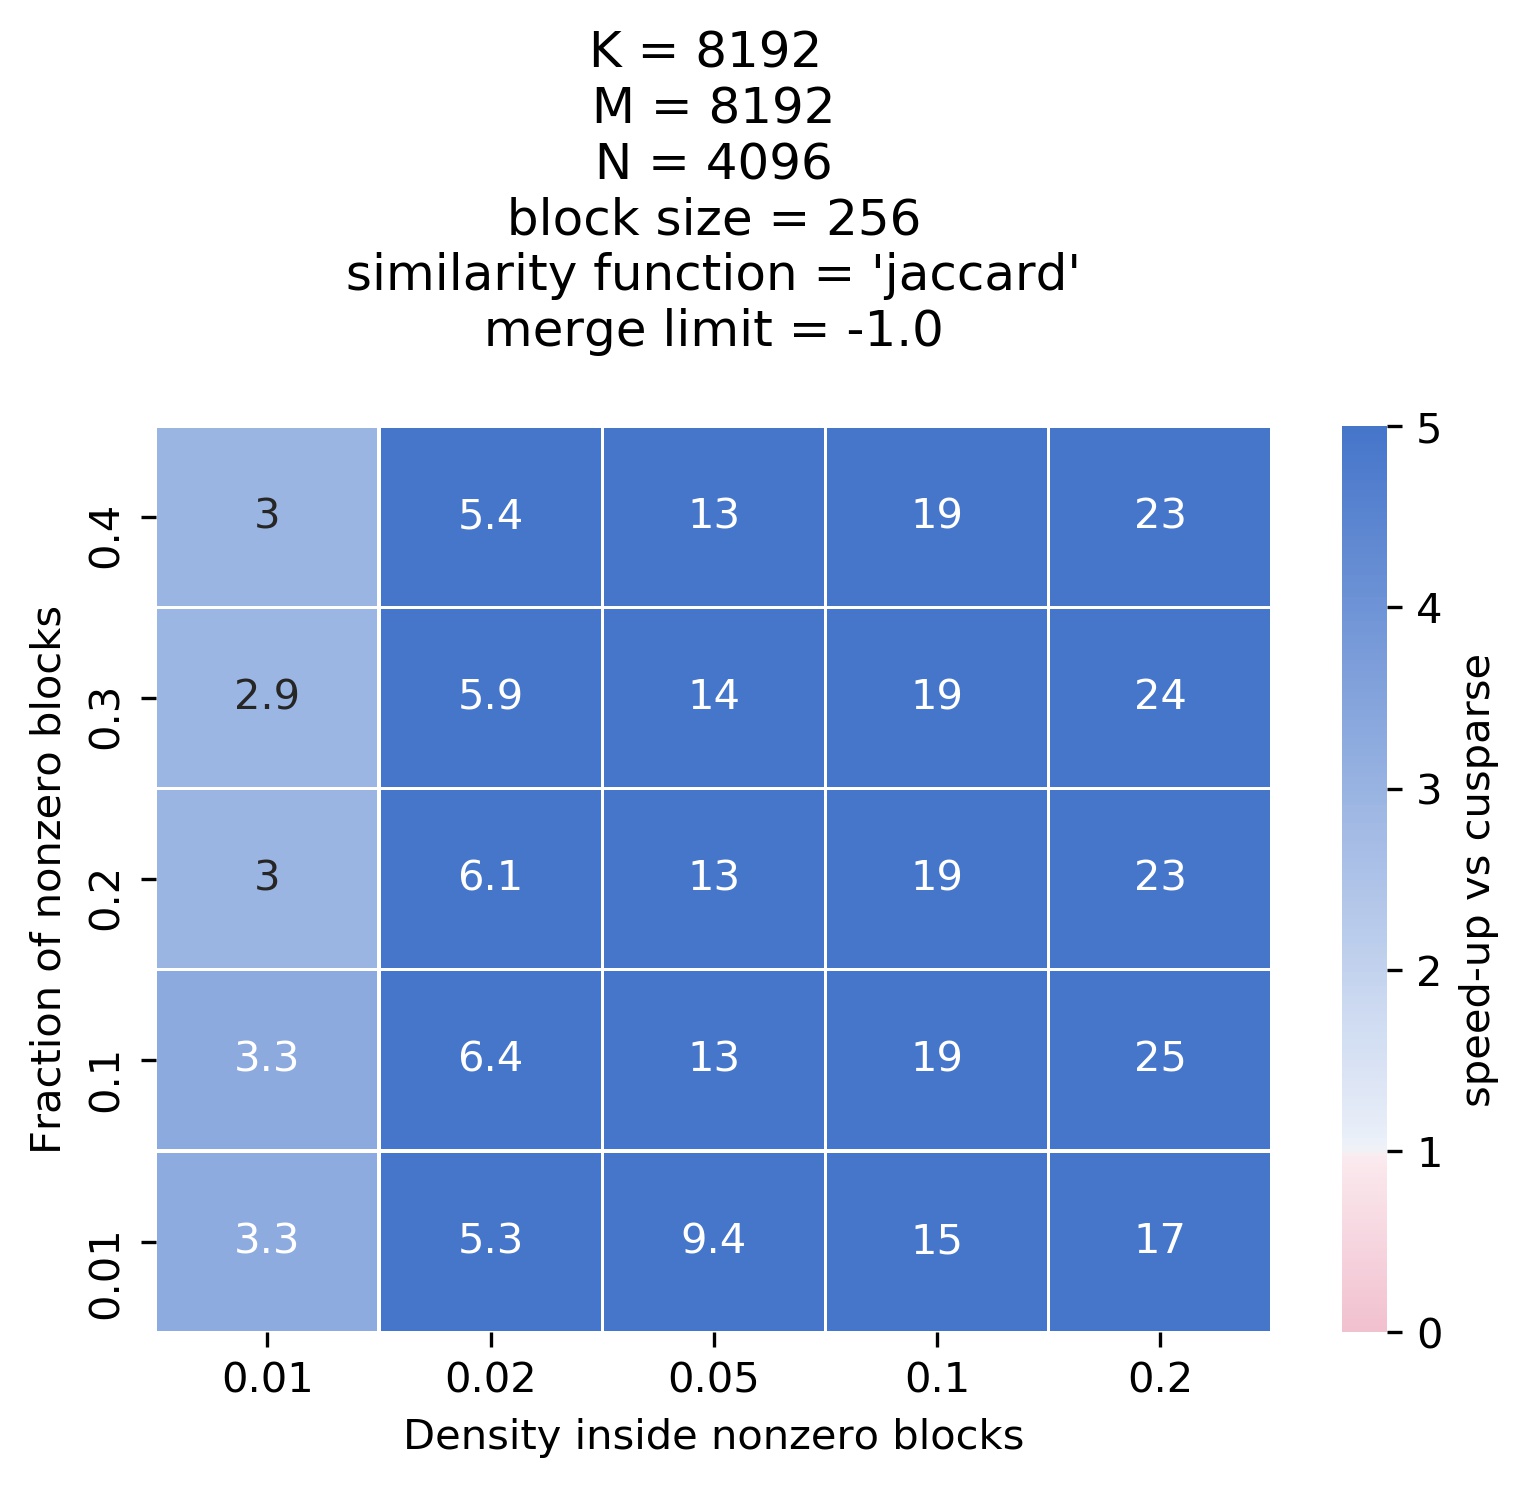 K = 8192
M = 8192
N = 4096
block size = 256
similarity function = 'jaccard'
merge limit = -1.0
Fraction of nonzero blocks
0.4
3 5.4 13 19 23
0.3
2.9 5.9 14 19 24
0.2
3 6.1 13 19 23
0.1
3.3 6.4 13 19 25
0.01
3.3 5.3 9.4 15 17
0.01 0.02 0.05 0.1 0.2
Density inside nonzero blocks
5
4
3
2
1
0
speed-up vs cusparse